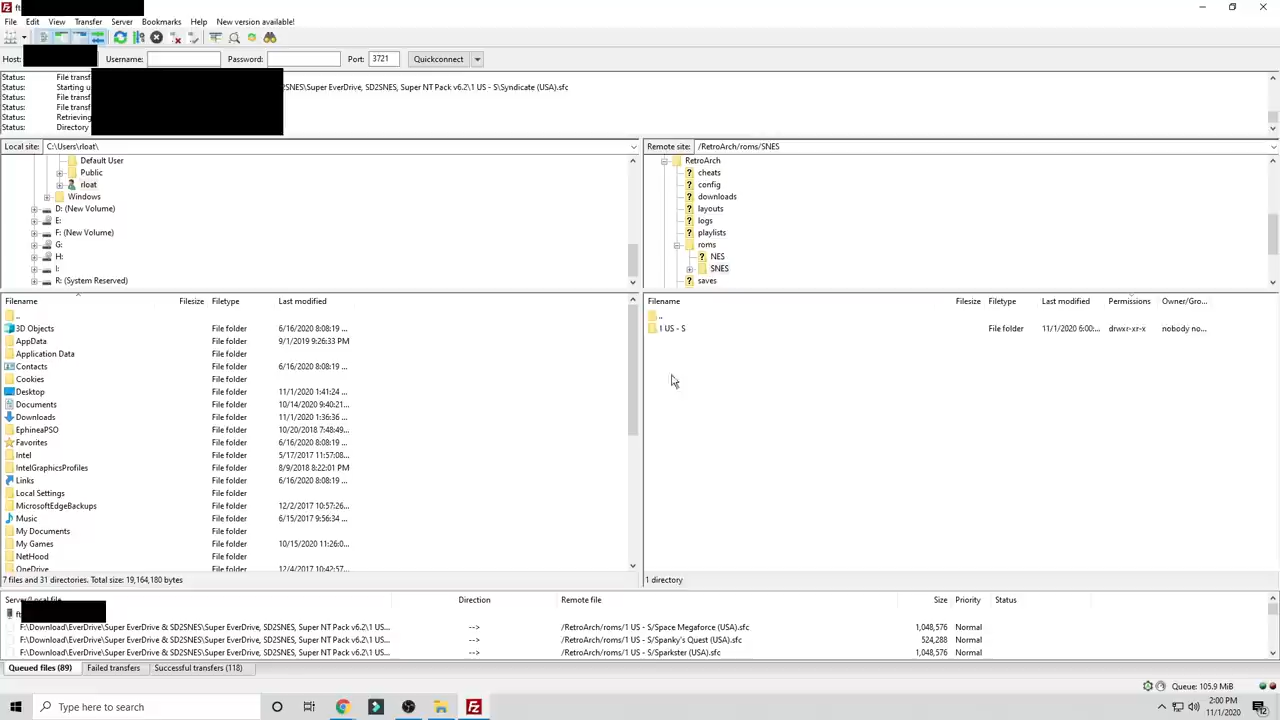 ft
File Edit View Transfer Server Bookmarks Help New version available!
Host: Username: Password: Port: 3721 Quickconnect
Status: File transf
Status: Starting u 2SNES\Super EverDrive, SD2SNES, Super NT Pack v6.2\1 US - S\Syndicate (USA).sfc
Status: File transf
Status: File transf
Status: Retrieving
Status: Directory
Local site: C:\Users\rloat\
Default User
Public
rloat
Windows
D: (New Volume)
E:
F: (New Volume)
G:
H:
I:
R: (System Reserved)
Remote site: /RetroArch/roms/SNES
RetroArch
cheats
config
downloads
layouts
logs
playlists
roms
NES
SNES
saves
Filename Filesize Filetype Last modified
..
3D Objects File folder 6/16/2020 8:08:19 ...
AppData File folder 9/1/2019 9:26:33 PM
Application Data File folder
Contacts File folder 6/16/2020 8:08:19 ...
Cookies File folder
Desktop File folder 11/1/2020 1:41:24 ...
Documents File folder 10/14/2020 9:40:21...
Downloads File folder 11/1/2020 1:36:36 ...
EphineaPSO File folder 10/20/2018 7:48:49...
Favorites File folder 6/16/2020 8:08:19 ...
Intel File folder 5/17/2017 11:57:08...
IntelGraphicsProfiles File folder 8/9/2018 8:22:01 PM
Links File folder 6/16/2020 8:08:19 ...
Local Settings File folder
MicrosoftEdgeBackups File folder 12/2/2017 10:57:26...
Music File folder 6/15/2017 9:56:34 ...
My Documents File folder
My Games File folder 10/15/2020 11:26:0...
NetHood File folder
OneDrive File folder 12/4/2017 10:42:57...
7 files and 31 directories. Total size: 19,164,180 bytes
Filename Filesize Filetype Last modified Permissions Owner/Gro...
..
1 US - S File folder 11/1/2020 6:00:... drwxr-xr-x nobody no...
1 directory
Server/Local file Direction Remote file Size Priority Status
ft
F:\Download\EverDrive\Super EverDrive & SD2SNES\Super EverDrive, SD2SNES, Super NT Pack v6.2\1 US... --> /RetroArch/roms/1 US - S/Space Megaforce (USA).sfc 1,048,576 Normal
F:\Download\EverDrive\Super EverDrive & SD2SNES\Super EverDrive, SD2SNES, Super NT Pack v6.2\1 US... --> /RetroArch/roms/1 US - S/Spanky's Quest (USA).sfc 524,288 Normal
F:\Download\EverDrive\Super EverDrive & SD2SNES\Super EverDrive, SD2SNES, Super NT Pack v6.2\1 US... --> /RetroArch/roms/1 US - S/Sparkster (USA).sfc 1,048,576 Normal
Queued files (89) Failed transfers Successful transfers (118)
Queue: 105.9 MiB
Type here to search
2:00 PM
11/1/2020
12